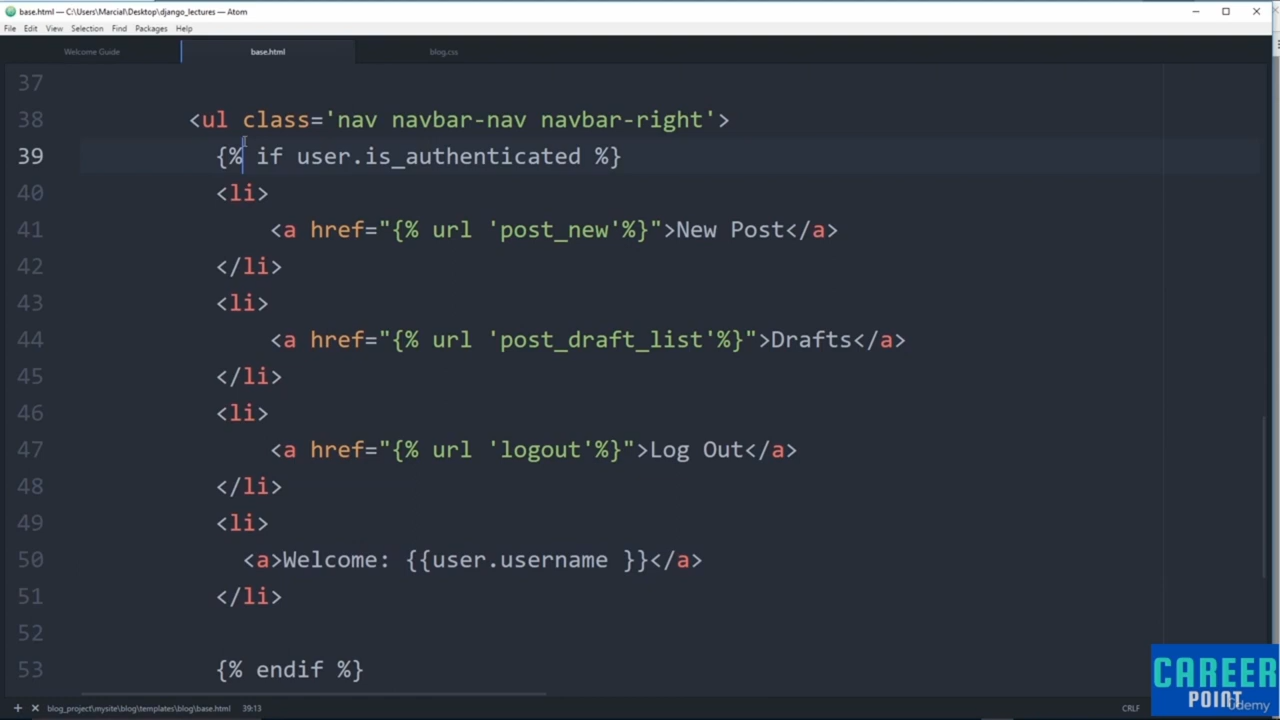 base.html — C:\Users\Marcial\Desktop\django_lectures — Atom
File Edit View Selection Find Packages Help
Welcome Guide base.html blog.css
37
38 <ul class='nav navbar-nav navbar-right'>
39 {% if user.is_authenticated %}
40 <li>
41 <a href="{% url 'post_new'%}">New Post</a>
42 </li>
43 <li>
44 <a href="{% url 'post_draft_list'%}">Drafts</a>
45 </li>
46 <li>
47 <a href="{% url 'logout'%}">Log Out</a>
48 </li>
49 <li>
50 <a>Welcome: {{user.username }}</a>
51 </li>
52
53 {% endif %}
CAREER
POINT
udemy
blog_project\mysite\blog\templates\blog\base.html 39:13 CRLF